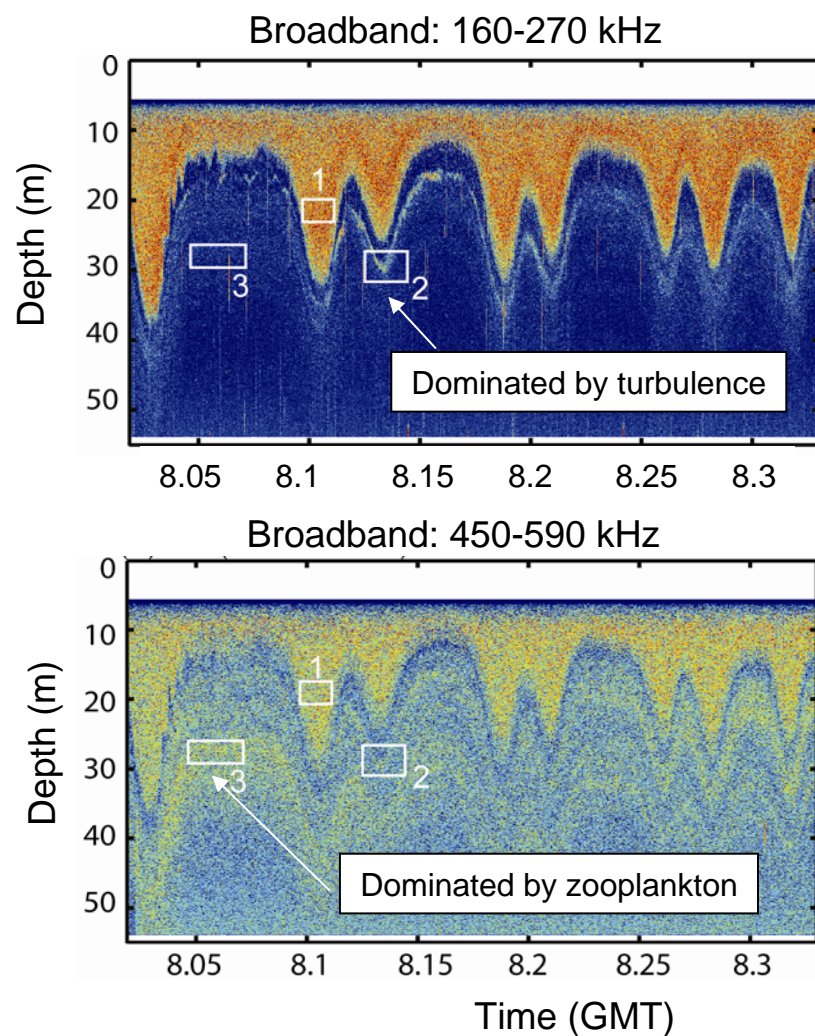 Broadband: 160-270 kHz
0
10
20
30
40
50
Depth (m)
1
2
3
Dominated by turbulence
8.05 8.1 8.15 8.2 8.25 8.3
Broadband: 450-590 kHz
0
10
20
30
40
50
Depth (m)
1
2
3
Dominated by zooplankton
8.05 8.1 8.15 8.2 8.25 8.3
Time (GMT)